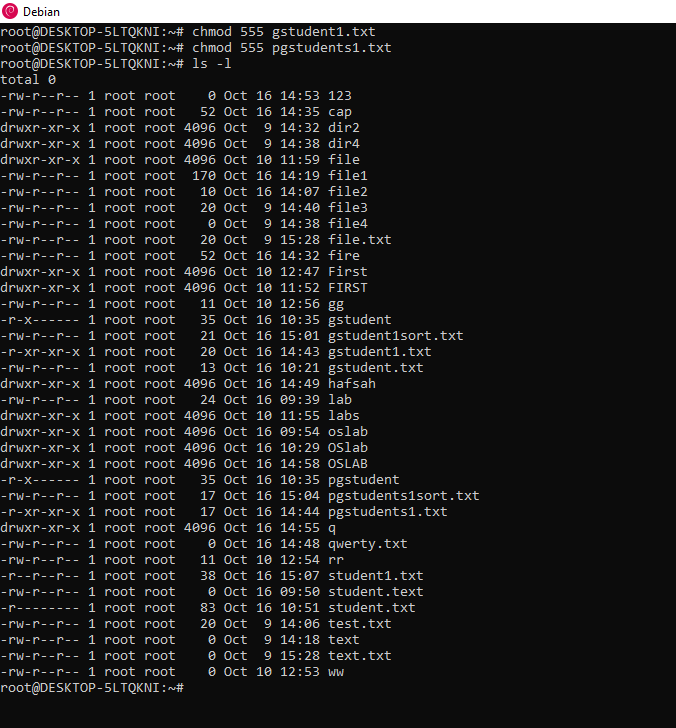 Debian
root@DESKTOP-5LTQKNI:~# chmod 555 gstudent1.txt
root@DESKTOP-5LTQKNI:~# chmod 555 pgstudents1.txt
root@DESKTOP-5LTQKNI:~# ls -l
total 0
-rw-r--r-- 1 root root    0 Oct 16 14:53 123
-rw-r--r-- 1 root root   52 Oct 16 14:35 cap
drwxr-xr-x 1 root root 4096 Oct  9 14:32 dir2
drwxr-xr-x 1 root root 4096 Oct  9 14:38 dir4
drwxr-xr-x 1 root root 4096 Oct 10 11:59 file
-rw-r--r-- 1 root root  170 Oct 16 14:19 file1
-rw-r--r-- 1 root root   10 Oct 16 14:07 file2
-rw-r--r-- 1 root root   20 Oct  9 14:40 file3
-rw-r--r-- 1 root root    0 Oct  9 14:38 file4
-rw-r--r-- 1 root root   20 Oct  9 15:28 file.txt
-rw-r--r-- 1 root root   52 Oct 16 14:32 fire
drwxr-xr-x 1 root root 4096 Oct 10 12:47 First
drwxr-xr-x 1 root root 4096 Oct 10 11:52 FIRST
-rw-r--r-- 1 root root   11 Oct 10 12:56 gg
-r-x------ 1 root root   35 Oct 16 10:35 gstudent
-rw-r--r-- 1 root root   21 Oct 16 15:01 gstudent1sort.txt
-r-xr-xr-x 1 root root   20 Oct 16 14:43 gstudent1.txt
-rw-r--r-- 1 root root   13 Oct 16 10:21 gstudent.txt
drwxr-xr-x 1 root root 4096 Oct 16 14:49 hafsah
-rw-r--r-- 1 root root   24 Oct 16 09:39 lab
drwxr-xr-x 1 root root 4096 Oct 10 11:55 labs
drwxr-xr-x 1 root root 4096 Oct 16 09:54 oslab
drwxr-xr-x 1 root root 4096 Oct 16 10:29 OSlab
drwxr-xr-x 1 root root 4096 Oct 16 14:58 OSLAB
-r-x------ 1 root root   35 Oct 16 10:35 pgstudent
-rw-r--r-- 1 root root   17 Oct 16 15:04 pgstudents1sort.txt
-r-xr-xr-x 1 root root   17 Oct 16 14:44 pgstudents1.txt
drwxr-xr-x 1 root root 4096 Oct 16 14:55 q
-rw-r--r-- 1 root root    0 Oct 16 14:48 qwerty.txt
-rw-r--r-- 1 root root   11 Oct 10 12:54 rr
-r--r--r-- 1 root root   38 Oct 16 15:07 student1.txt
-rw-r--r-- 1 root root    0 Oct 16 09:50 student.text
-r-------- 1 root root   83 Oct 16 10:51 student.txt
-rw-r--r-- 1 root root   20 Oct  9 14:06 test.txt
-rw-r--r-- 1 root root    0 Oct  9 14:18 text
-rw-r--r-- 1 root root    0 Oct  9 15:28 text.txt
-rw-r--r-- 1 root root    0 Oct 10 12:53 ww
root@DESKTOP-5LTQKNI:~#